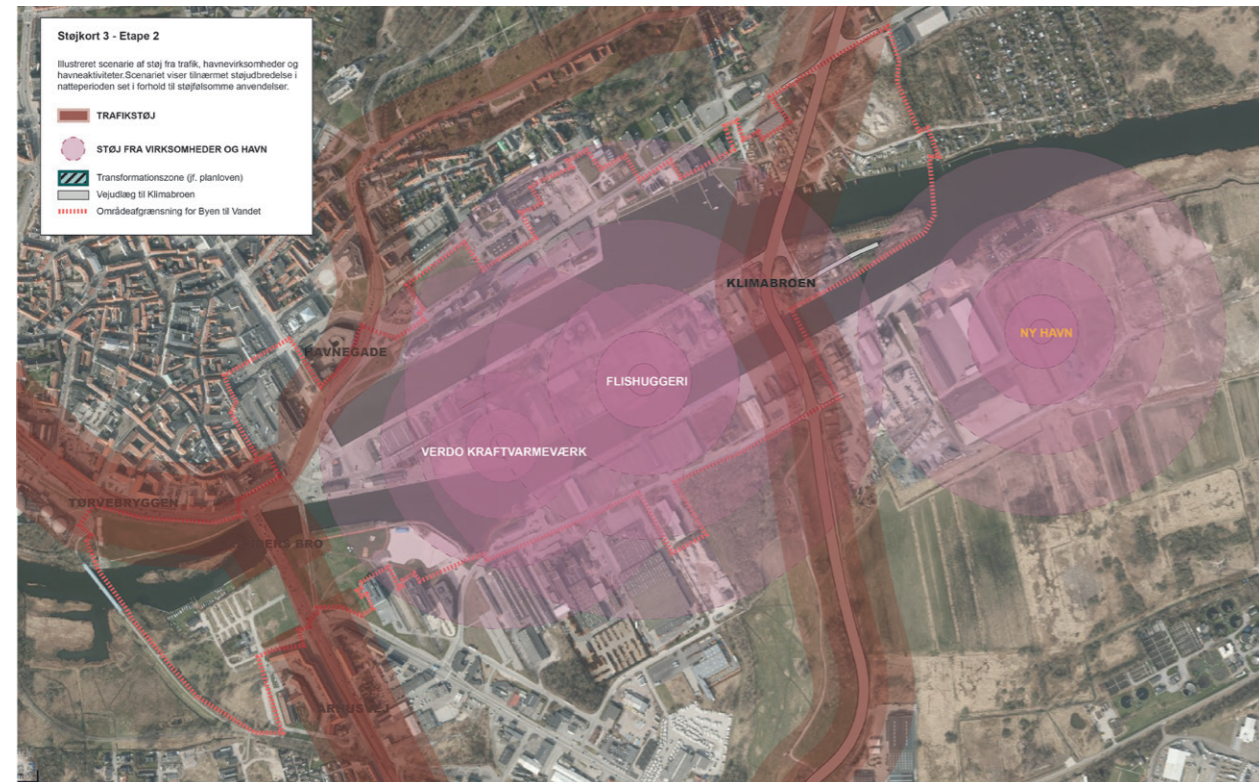 Støjkort 3 - Etape 2
Illustreret scenarie af støj fra trafik, havnevirksomheder og
havneaktiviteter.Scenariet viser tilnærmet støjudbredelse i
natteperioden set i forhold til støjfølsomme anvendelser.
TRAFIKSTØJ
STØJ FRA VIRKSOMHEDER OG HAVN
Transformationszone (jf. planloven)
Vejudlæg til Klimabroen
Områdeafgrænsning for Byen til Vandet
KLIMABROEN
NY HAVN
HAVNEGADE
FLISHUGGERI
VERDO KRAFTVARMEVÆRK
TØRVEBRYGGEN
BRO